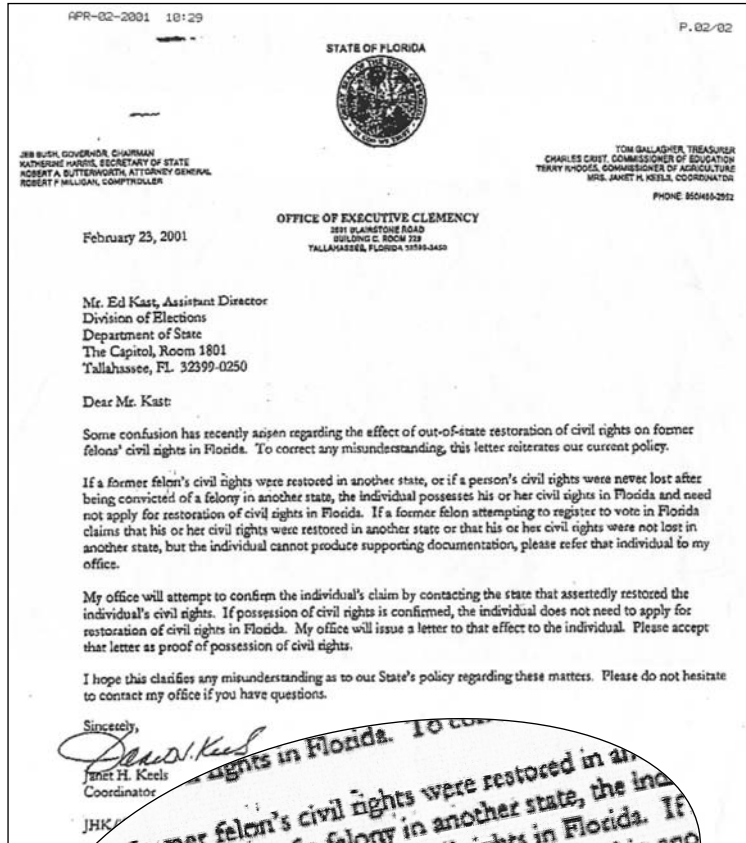 APR-02-2001 10:29
P.02/02
STATE OF FLORIDA
JEB BUSH, GOVERNOR, CHAIRMAN
KATHERINE HARRIS, SECRETARY OF STATE
ROBERT A. BUTTERWORTH, ATTORNEY GENERAL
ROBERT F MILLIGAN, COMPTROLLER
TOM GALLAGHER, TREASURER
CHARLES CRIST, COMMISSIONER OF EDUCATION
TERRY RHODES, COMMISSIONER OF AGRICULTURE
MRS. JANET H. KEELS, COORDINATOR
PHONE: 850/488-2952
OFFICE OF EXECUTIVE CLEMENCY
2601 BLAIRSTONE ROAD
BUILDING C, ROOM 229
TALLAHASSEE, FLORIDA
February 23, 2001
Mr. Ed Kast, Assistant Director
Division of Elections
Department of State
The Capitol, Room 1801
Tallahassee, FL 32399-0250
Dear Mr. Kast:
Some confusion has recently arisen regarding the effect of out-of-state restoration of civil rights on former
felons' civil rights in Florida. To correct any misunderstanding, this letter reiterates our current policy.
If a former felon's civil rights were restored in another state, or if a person's civil rights were never lost after
being convicted of a felony in another state, the individual possesses his or her civil rights in Florida and need
not apply for restoration of civil rights in Florida. If a former felon attempting to register to vote in Florida
claims that his or her civil rights were restored in another state or that his or her civil rights were not lost in
another state, but the individual cannot produce supporting documentation, please refer that individual to my
office.
My office will attempt to confirm the individual's claim by contacting the state that assertedly restored the
individual's civil rights. If possession of civil rights is confirmed, the individual does not need to apply for
restoration of civil rights in Florida. My office will issue a letter to that effect to the individual. Please accept
that letter as proof of possession of civil rights.
I hope this clarifies any misunderstanding as to our State's policy regarding these matters. Please do not hesitate
to contact my office if you have questions.
Sincerely,
Janet H. Keels
Coordinator
JHK/
rights in Florida. To
felon's civil rights were restored in
felony in another state, the
rights in Florida. If